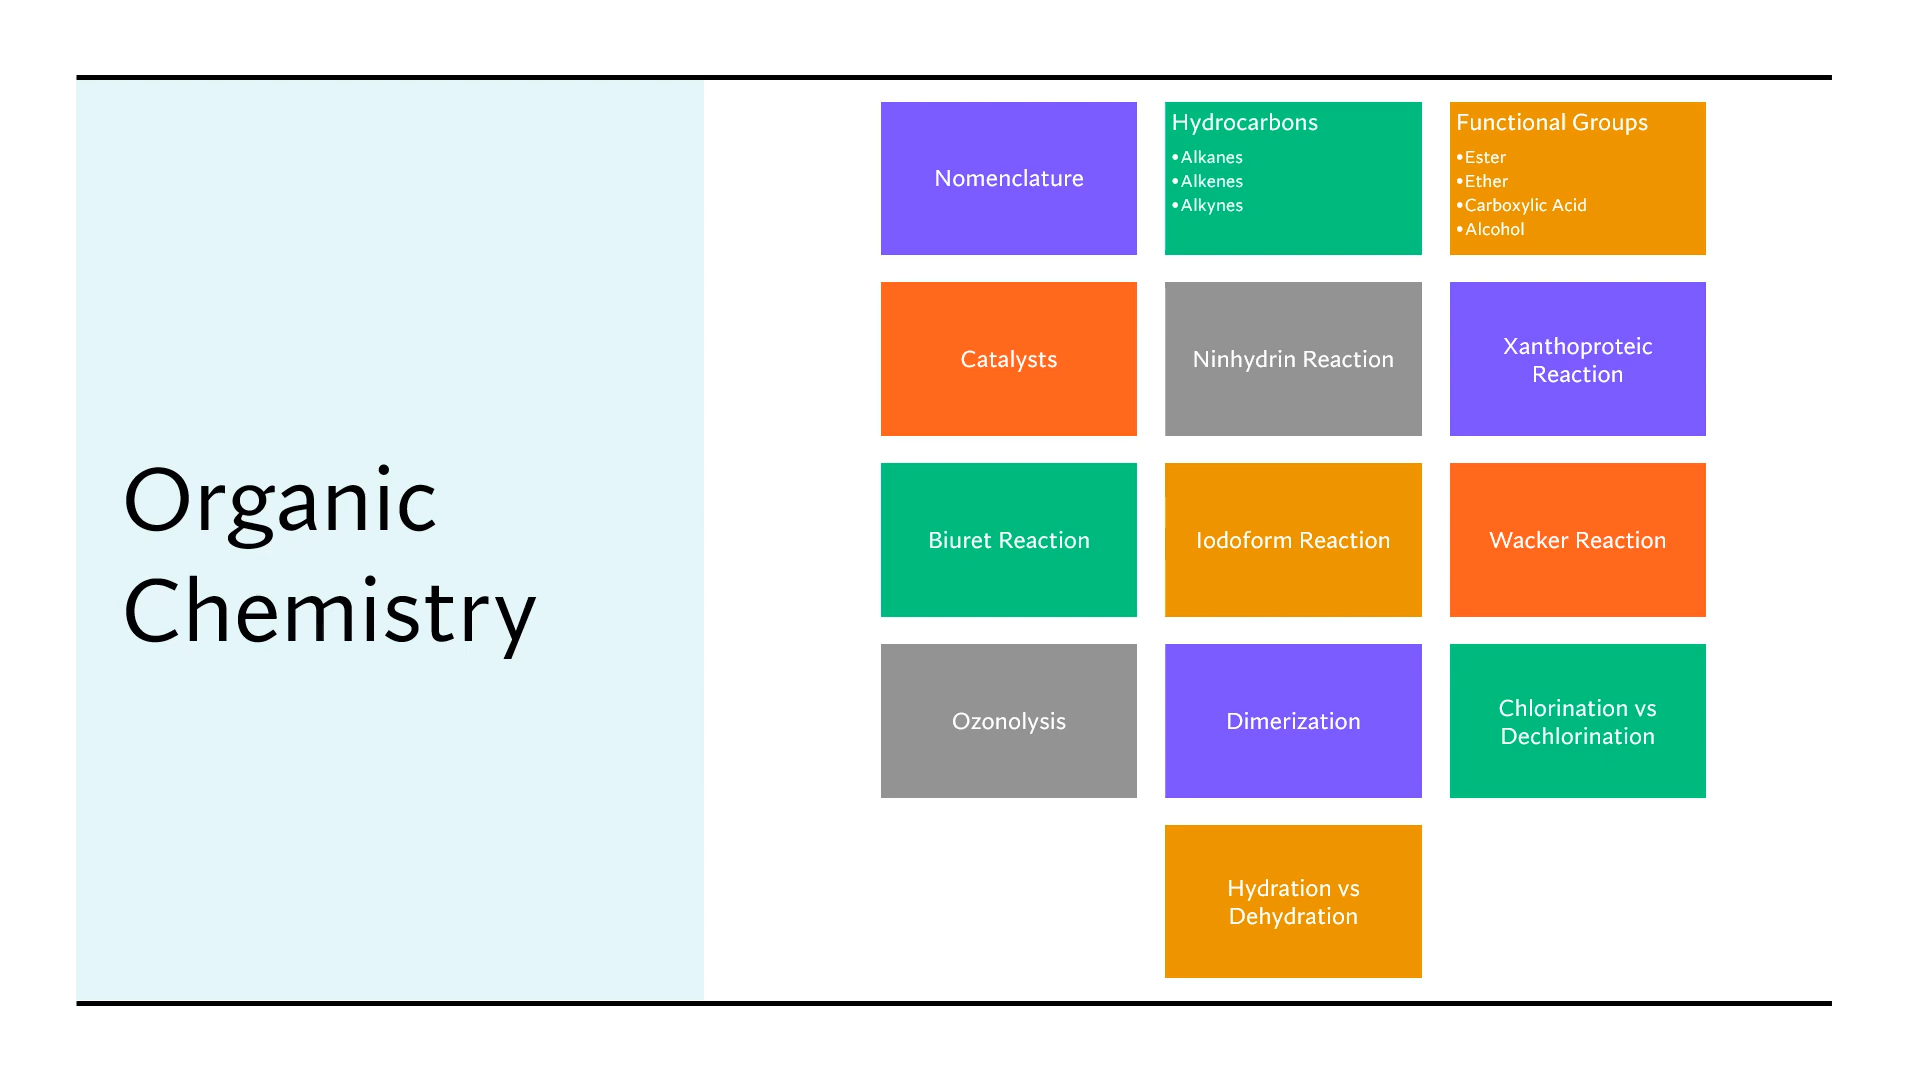 Organic
Chemistry
Nomenclature
Hydrocarbons
•Alkanes
•Alkenes
•Alkynes
Functional Groups
•Ester
•Ether
•Carboxylic Acid
•Alcohol
Catalysts
Ninhydrin Reaction
Xanthoproteic
Reaction
Biuret Reaction
Iodoform Reaction
Wacker Reaction
Ozonolysis
Dimerization
Chlorination vs
Dechlorination
Hydration vs
Dehydration